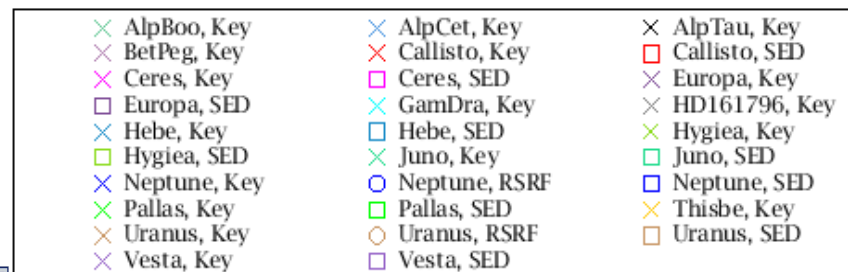 AlpBoo, Key AlpCet, Key AlpTau, Key
BetPeg, Key Callisto, Key Callisto, SED
Ceres, Key Ceres, SED Europa, Key
Europa, SED GamDra, Key HD161796, Key
Hebe, Key Hebe, SED Hygiea, Key
Hygiea, SED Juno, Key Juno, SED
Neptune, Key Neptune, RSRF Neptune, SED
Pallas, Key Pallas, SED Thisbe, Key
Uranus, Key Uranus, RSRF Uranus, SED
Vesta, Key Vesta, SED